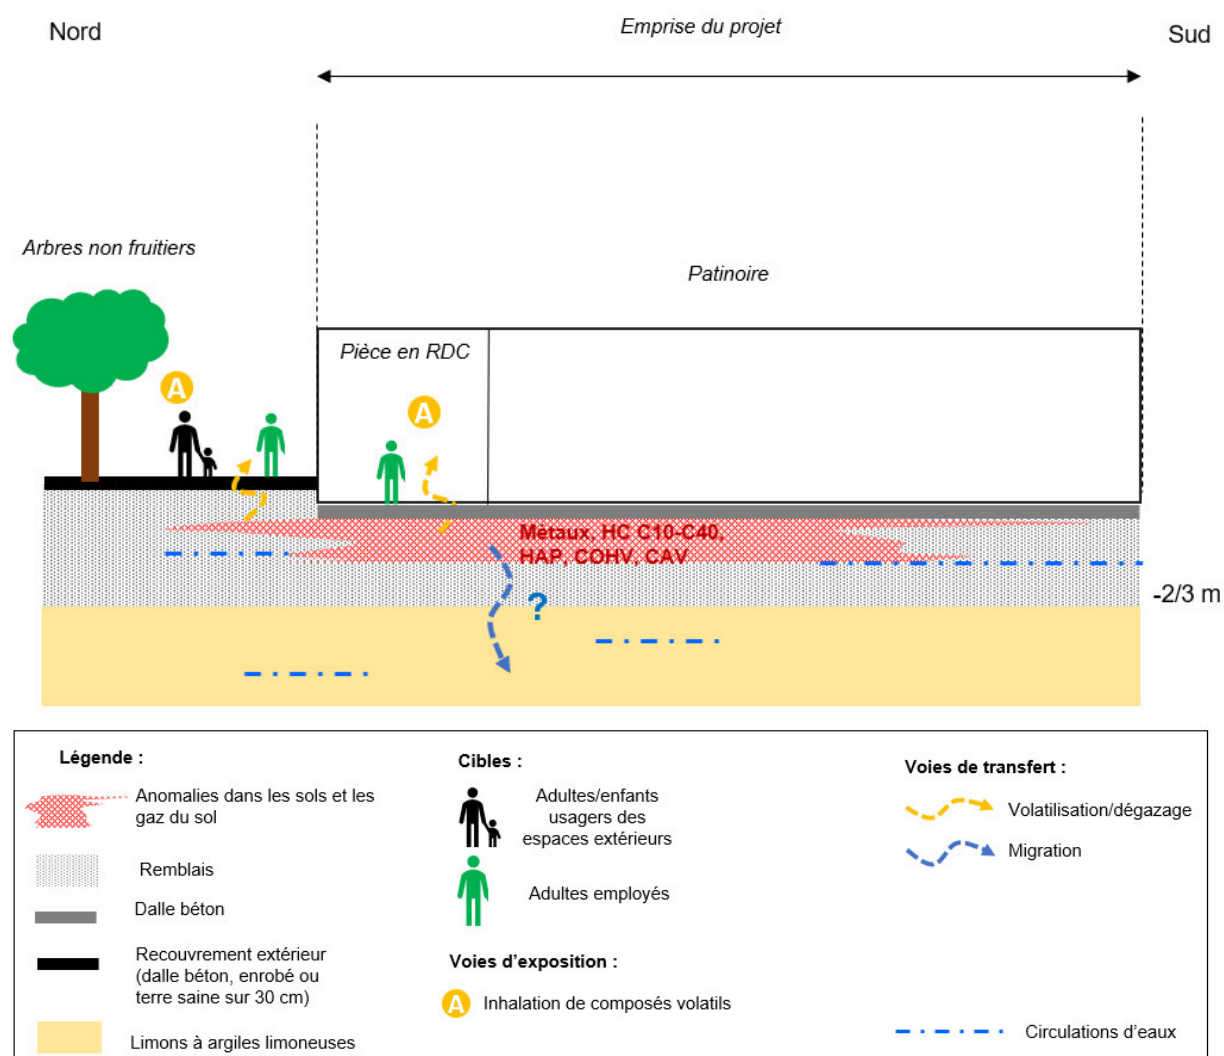 Nord
Emprise du projet
Sud
Arbres non fruitiers
Patinoire
Pièce en RDC
A
A
Métaux, HC C10-C40,
HAP, COHV, CAV
?
-2/3 m
Légende :
Anomalies dans les sols et les
gaz du sol
Remblais
Dalle béton
Recouvrement extérieur
(dalle béton, enrobé ou
terre saine sur 30 cm)
Limons à argiles limoneuses
Cibles :
Adultes/enfants
usagers des
espaces extérieurs
Adultes employés
Voies d’exposition :
A Inhalation de composés volatils
Voies de transfert :
Volatilisation/dégazage
Migration
Circulations d’eaux